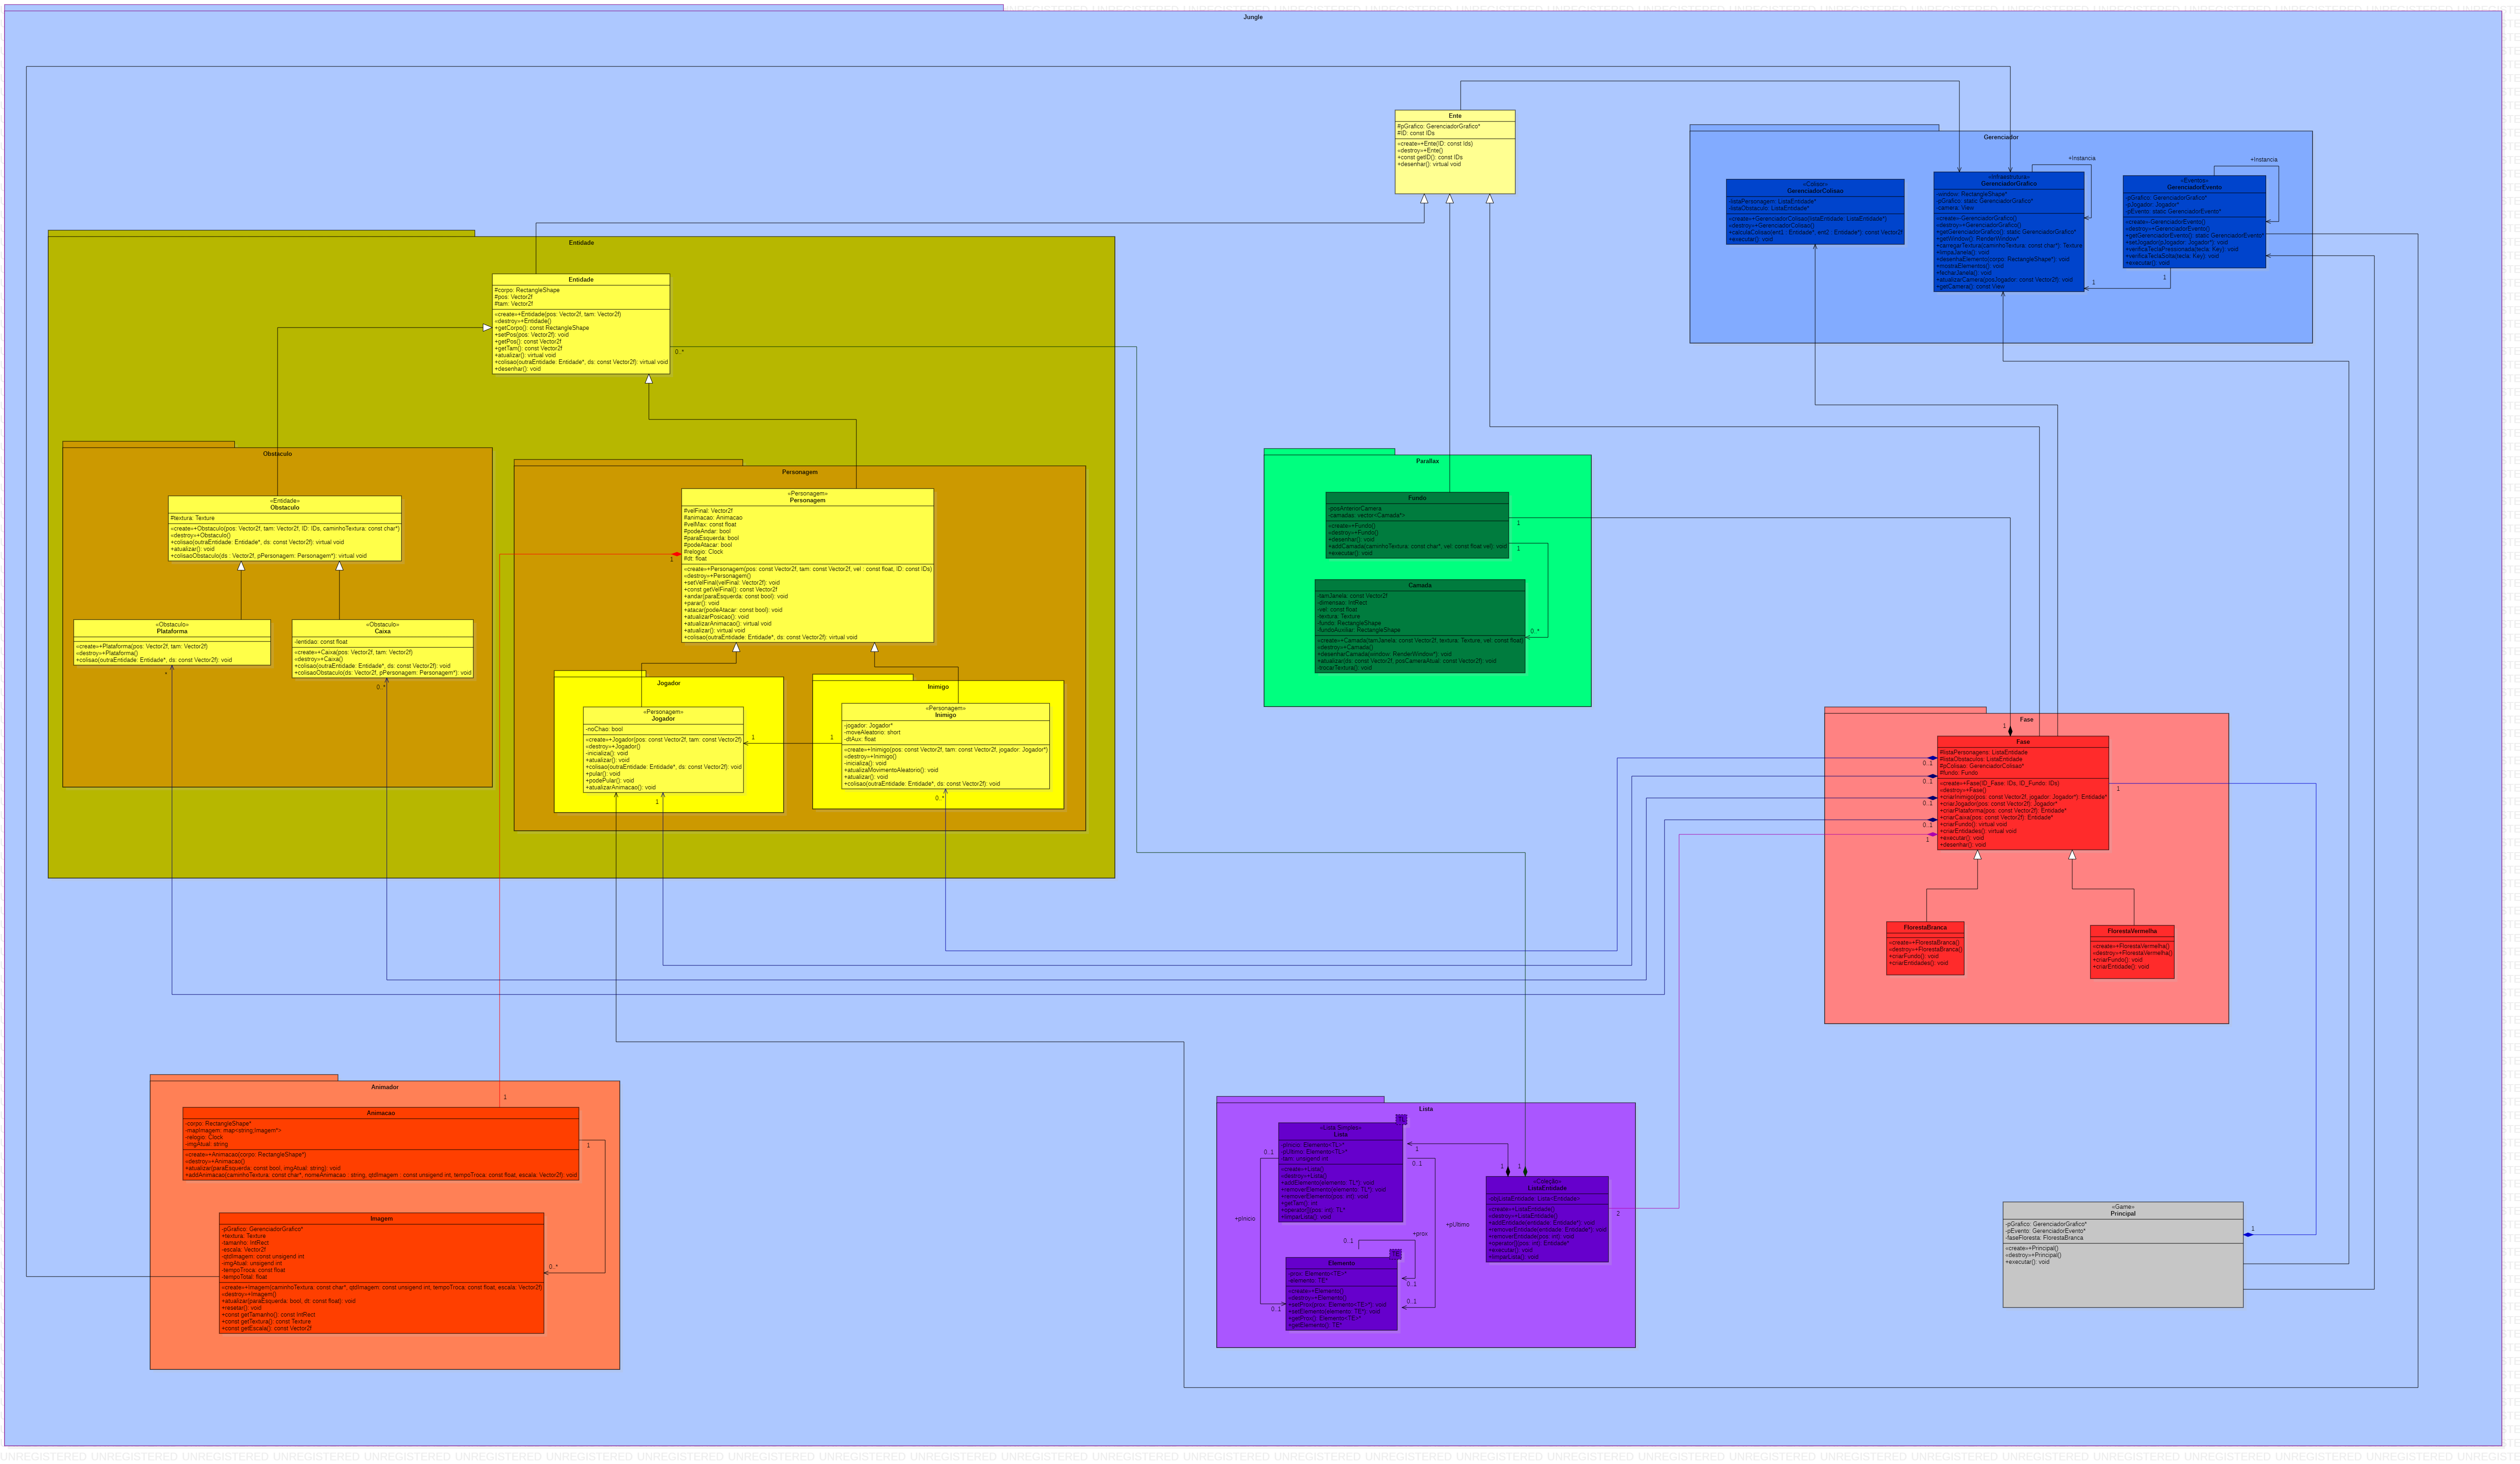 Jungle
Ente
#pGrafico: GerenciadorGrafico*
#ID: const IDs
«create»+Ente(ID: const Ids)
«destroy»+Ente()
+const getID(): const IDs
+desenhar(): virtual void
Gerenciador
«Colisor»
GerenciadorColisao
-listaPersonagem: ListaEntidade*
-listaObstaculo: ListaEntidade*
«create»+GerenciadorColisao(listaEntidade: ListaEntidade*)
«destroy»+GerenciadorColisao()
+calculaColisao(ent1 : Entidade*, ent2 : Entidade*): const Vector2f
+executar(): void
+Instancia
«Infraestrutura»
GerenciadorGrafico
-window: RectangleShape*
-pGrafico: static GerenciadorGrafico*
-camera: View
«create»-GerenciadorGrafico()
«destroy»+GerenciadorGrafico()
+getGerenciadorGrafico(): static GerenciadorGrafico*
+getWindow(): RenderWindow*
+carregarTextura(caminhoTextura: const char*): Texture
+limpaJanela(): void
+desenhaElemento(corpo: RectangleShape*): void
+mostraElementos(): void
+fecharJanela(): void
+atualizarCamera(posJogador: const Vector2f): void
+getCamera(): const View
+Instancia
«Eventos»
GerenciadorEvento
-pGrafico: GerenciadorGrafico*
-pJogador: Jogador*
-pEvento: static GerenciadorEvento*
«create»-GerenciadorEvento()
«destroy»+GerenciadorEvento()
+getGerenciadorEvento(): static GerenciadorEvento*
+setJogador(pJogador: Jogador*): void
+verificaTeclaPressionada(tecla: Key): void
+verificaTeclaSolta(tecla: Key): void
+executar(): void
1
1
Entidade
Entidade
#corpo: RectangleShape
#pos: Vector2f
#tam: Vector2f
«create»+Entidade(pos: Vector2f, tam: Vector2f)
«destroy»+Entidade()
+getCorpo(): const RectangleShape
+setPos(pos: Vector2f): void
+getPos(): const Vector2f
+getTam(): const Vector2f
+atualizar(): virtual void
+colisao(outraEntidade: Entidade*, ds: const Vector2f): virtual void
+desenhar(): void
0..*
Obstaculo
«Entidade»
Obstaculo
#textura: Texture
«create»+Obstaculo(pos: Vector2f, tam: Vector2f, ID: IDs, caminhoTextura: const char*)
«destroy»+Obstaculo()
+colisao(outraEntidade: Entidade*, ds: const Vector2f): virtual void
+atualizar(): void
+colisaoObstaculo(ds : Vector2f, pPersonagem: Personagem*): virtual void
«Obstaculo»
Plataforma
«create»+Plataforma(pos: Vector2f, tam: Vector2f)
«destroy»+Plataforma()
+colisao(outraEntidade: Entidade*, ds: const Vector2f): void
*
«Obstaculo»
Caixa
-lentidao: const float
«create»+Caixa(pos: Vector2f, tam: Vector2f)
«destroy»+Caixa()
+colisao(outraEntidade: Entidade*, ds: const Vector2f): void
+colisaoObstaculo(ds: Vector2f, pPersonagem: Personagem*): void
0..*
Personagem
«Personagem»
Personagem
#velFinal: Vector2f
#animacao: Animacao
#velMax: const float
#podeAndar: bool
#paraEsquerda: bool
#podeAtacar: bool
#relogio: Clock
#dt: float
«create»+Personagem(pos: const Vector2f, tam: const Vector2f, vel : const float, ID: const IDs)
«destroy»+Personagem()
+setVelFinal(velFinal: Vector2f): void
+const getVelFinal(): const Vector2f
+andar(paraEsquerda: const bool): void
+parar(): void
+atacar(podeAtacar: const bool): void
+atualizarPosicao(): void
+atualizarAnimacao(): virtual void
+atualizar(): virtual void
+colisao(outraEntidade: Entidade*, ds: const Vector2f): virtual void
1
Jogador
«Personagem»
Jogador
-noChao: bool
«create»+Jogador(pos: const Vector2f, tam: const Vector2f)
«destroy»+Jogador()
-inicializa(): void
+atualizar(): void
+colisao(outraEntidade: Entidade*, ds: const Vector2f): void
+pular(): void
+podePular(): void
+atualizarAnimacao(): void
1
1
1
Inimigo
«Personagem»
Inimigo
-jogador: Jogador*
-moveAleatorio: short
-dtAux: float
«create»+Inimigo(pos: const Vector2f, tam: const Vector2f, jogador: Jogador*)
«destroy»+Inimigo()
-inicializa(): void
+atualizaMovimentoAleatorio(): void
+atualizar(): void
+colisao(outraEntidade: Entidade*, ds: const Vector2f): void
0..*
Parallax
Fundo
-posAnteriorCamera
-camadas: vector<Camada*>
«create»+Fundo()
«destroy»+Fundo()
+desenhar(): void
+addCamada(caminhoTextura: const char*, vel: const float vel): void
+executar(): void
1
1
Camada
-tamJanela: const Vector2f
-dimensao: IntRect
-vel: const float
-textura: Texture
-fundo: RectangleShape
-fundoAuxiliar: RectangleShape
«create»+Camada(tamJanela: const Vector2f, textura: Texture, vel: const float)
«destroy»+Camada()
+desenharCamada(window: RenderWindow*): void
+atualizar(ds: const Vector2f, posCameraAtual: const Vector2f): void
-trocarTextura(): void
0..*
Fase
Fase
#listaPersonagens: ListaEntidade
#listaObstaculos: ListaEntidade
#pColisao: GerenciadorColisao*
#fundo: Fundo
«create»+Fase(ID_Fase: IDs, ID_Fundo: IDs)
«destroy»+Fase()
+criarInimigo(pos: const Vector2f, jogador: Jogador*): Entidade*
+criarJogador(pos: const Vector2f): Jogador*
+criarPlataforma(pos: const Vector2f): Entidade*
+criarCaixa(pos: const Vector2f): Entidade*
+criarFundo(): virtual void
+criarEntidades(): virtual void
+executar(): void
+desenhar(): void
1
0..1
0..1
0..1
0..1
1
1
FlorestaBranca
«create»+FlorestaBranca()
«destroy»+FlorestaBranca()
+criarFundo(): void
+criarEntidades(): void
FlorestaVermelha
«create»+FlorestaVermelha()
«destroy»+FlorestaVermelha()
+criarFundo(): void
+criarEntidade(): void
Animador
1
Animacao
-corpo: RectangleShape*
-mapImagem: map<string,Imagem*>
-relogio: Clock
-imgAtual: string
«create»+Animacao(corpo: RectangleShape*)
«destroy»+Animacao()
+atualizar(paraEsquerda: const bool, imgAtual: string): void
+addAnimacao(caminhoTextura: const char*, nomeAnimacao : string, qtdImagem : const unsigend int, tempoTroca: const float, escala: Vector2f): void
1
Imagem
-pGrafico: GerenciadorGrafico*
+textura: Texture
-tamanho: IntRect
-escala: Vector2f
-qtdImagem: const unsigend int
-imgAtual: unsigend int
-tempoTroca: const float
-tempoTotal: float
«create»+Imagem(caminhoTextura: const char*, qtdImagem: const unsigend int, tempoTroca: const float, escala: Vector2f)
«destroy»+Imagem()
+atualizar(paraEsquerda: bool, dt: const float): void
+resetar(): void
+const getTamanho(): const IntRect
+const getTextura(): const Texture
+const getEscala(): const Vector2f
0..*
Lista
TL
«Lista Simples»
Lista
-pInicio: Elemento<TL>*
-pUltimo: Elemento<TL>*
-tam: unsigend int
«create»+Lista()
«destroy»+Lista()
+addElemento(elemento: TL*): void
+removerElemento(elemento: TL*): void
+removerElemento(pos: int): void
+getTam(): int
+operator[](pos: int): TL*
+limparLista(): void
0..1
0..1
1
1
1
+pInicio
+pUltimo
0..1
+prox
TE
Elemento
-prox: Elemento<TE>*
-elemento: TE*
«create»+Elemento()
«destroy»+Elemento()
+setProx(prox: Elemento<TE>*): void
+setElemento(elemento: TE*): void
+getProx(): Elemento<TE>*
+getElemento(): TE*
0..1
0..1
0..1
«Coleção»
ListaEntidade
-objListaEntidade: Lista<Entidade>
«create»+ListaEntidade()
«destroy»+ListaEntidade()
+addEntidade(entidade: Entidade*): void
+removerEntidade(entidade: Entidade*): void
+removerEntidade(pos: int): void
+operator[](pos: int): Entidade*
+executar(): void
+limparLista(): void
2
«Game»
Principal
-pGrafico: GerenciadorGrafico*
-pEvento: GerenciadorEvento*
-faseFloresta: FlorestaBranca
«create»+Principal()
«destroy»+Principal()
+executar(): void
1
UNREGISTERED UNREGISTERED UNREGISTERED UNREGISTERED UNREGISTERED UNREGISTERED UNREGISTERED UNREGISTERED UNREGISTERED UNREGISTERED